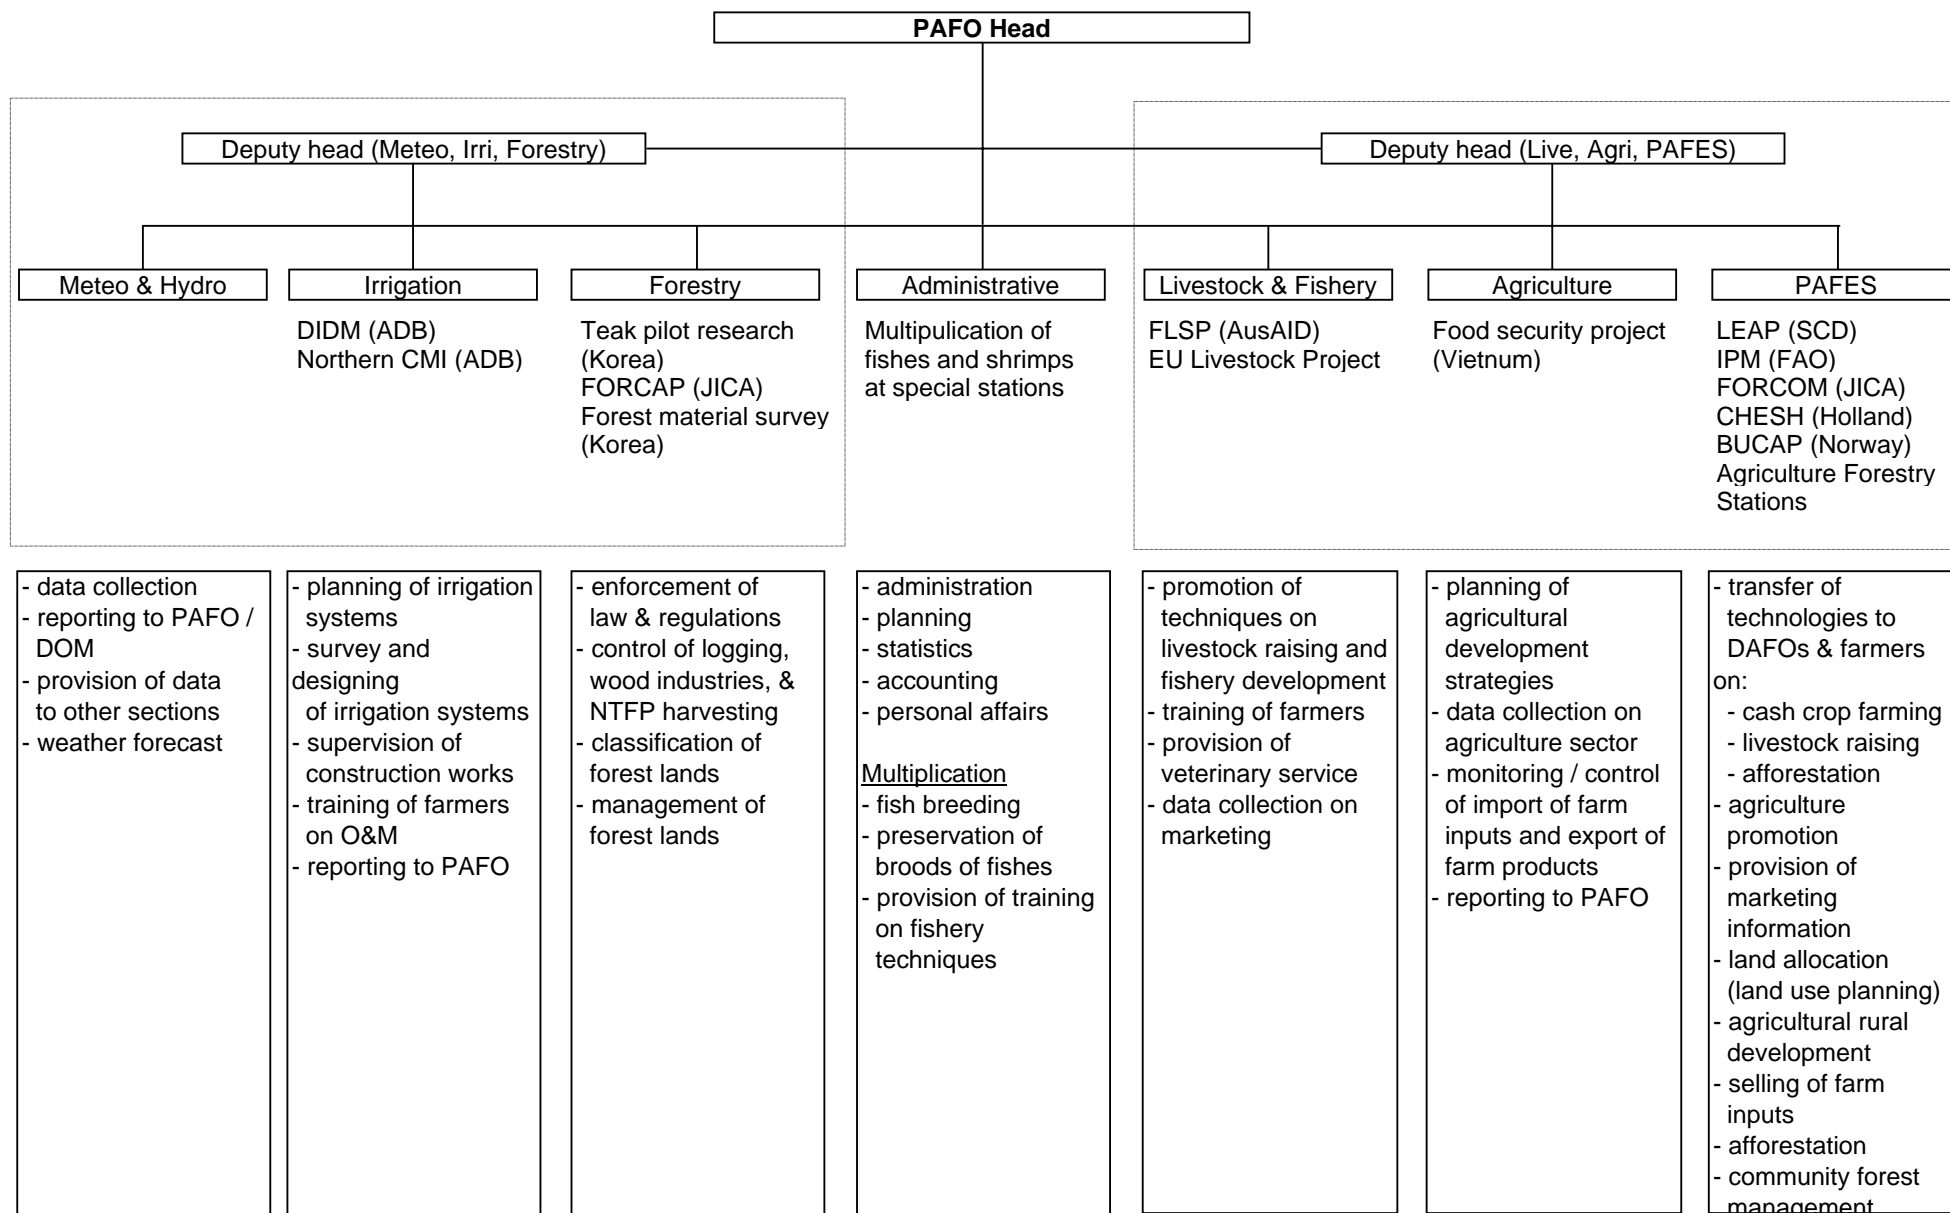 PAFO Head
Deputy head (Meteo, Irri, Forestry)
Deputy head (Live, Agri, PAFES)
Meteo & Hydro
Irrigation
Forestry
Administrative
Livestock & Fishery
Agriculture
PAFES
DIDM (ADB)
Northern CMI (ADB)
Teak pilot research
(Korea)
FORCAP (JICA)
Forest material survey
(Korea)
Multipulication of
fishes and shrimps
at special stations
FLSP (AusAID)
EU Livestock Project
Food security project
(Vietnum)
LEAP (SCD)
IPM (FAO)
FORCOM (JICA)
CHESH (Holland)
BUCAP (Norway)
Agriculture Forestry
Stations
- data collection
- reporting to PAFO /
DOM
- provision of data
to other sections
- weather forecast
- planning of irrigation
systems
- survey and
designing
of irrigation systems
- supervision of
construction works
- training of farmers
on O&M
- reporting to PAFO
- enforcement of
law & regulations
- control of logging,
wood industries, &
NTFP harvesting
- classification of
forest lands
- management of
forest lands
- administration
- planning
- statistics
- accounting
- personal affairs
Multiplication
- fish breeding
- preservation of
broods of fishes
- provision of training
on fishery
techniques
- promotion of
techniques on
livestock raising and
fishery development
- training of farmers
- provision of
veterinary service
- data collection on
marketing
- planning of
agricultural
development
strategies
- data collection on
agriculture sector
- monitoring / control
of import of farm
inputs and export of
farm products
- reporting to PAFO
- transfer of
technologies to
DAFOs & farmers
on:
- cash crop farming
- livestock raising
- afforestation
- agriculture
promotion
- provision of
marketing
information
- land allocation
(land use planning)
- agricultural rural
development
- selling of farm
inputs
- afforestation
- community forest
management